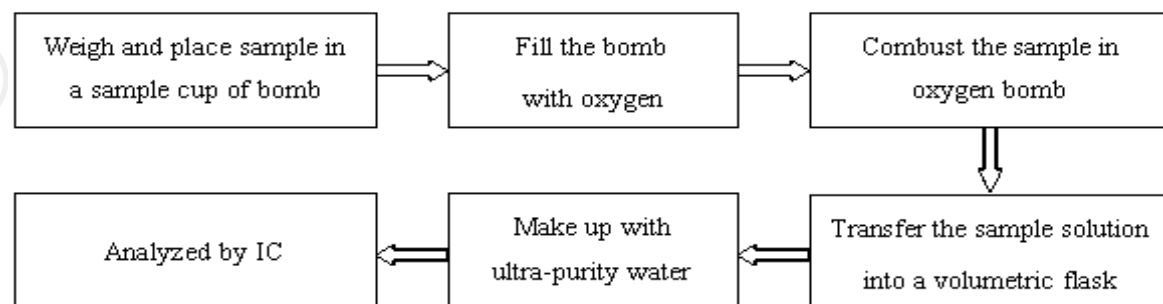 Weigh and place sample in
a sample cup of bomb
Fill the bomb
with oxygen
Combust the sample in
oxygen bomb
Transfer the sample solution
into a volumetric flask
Make up with
ultra-purity water
Analyzed by IC